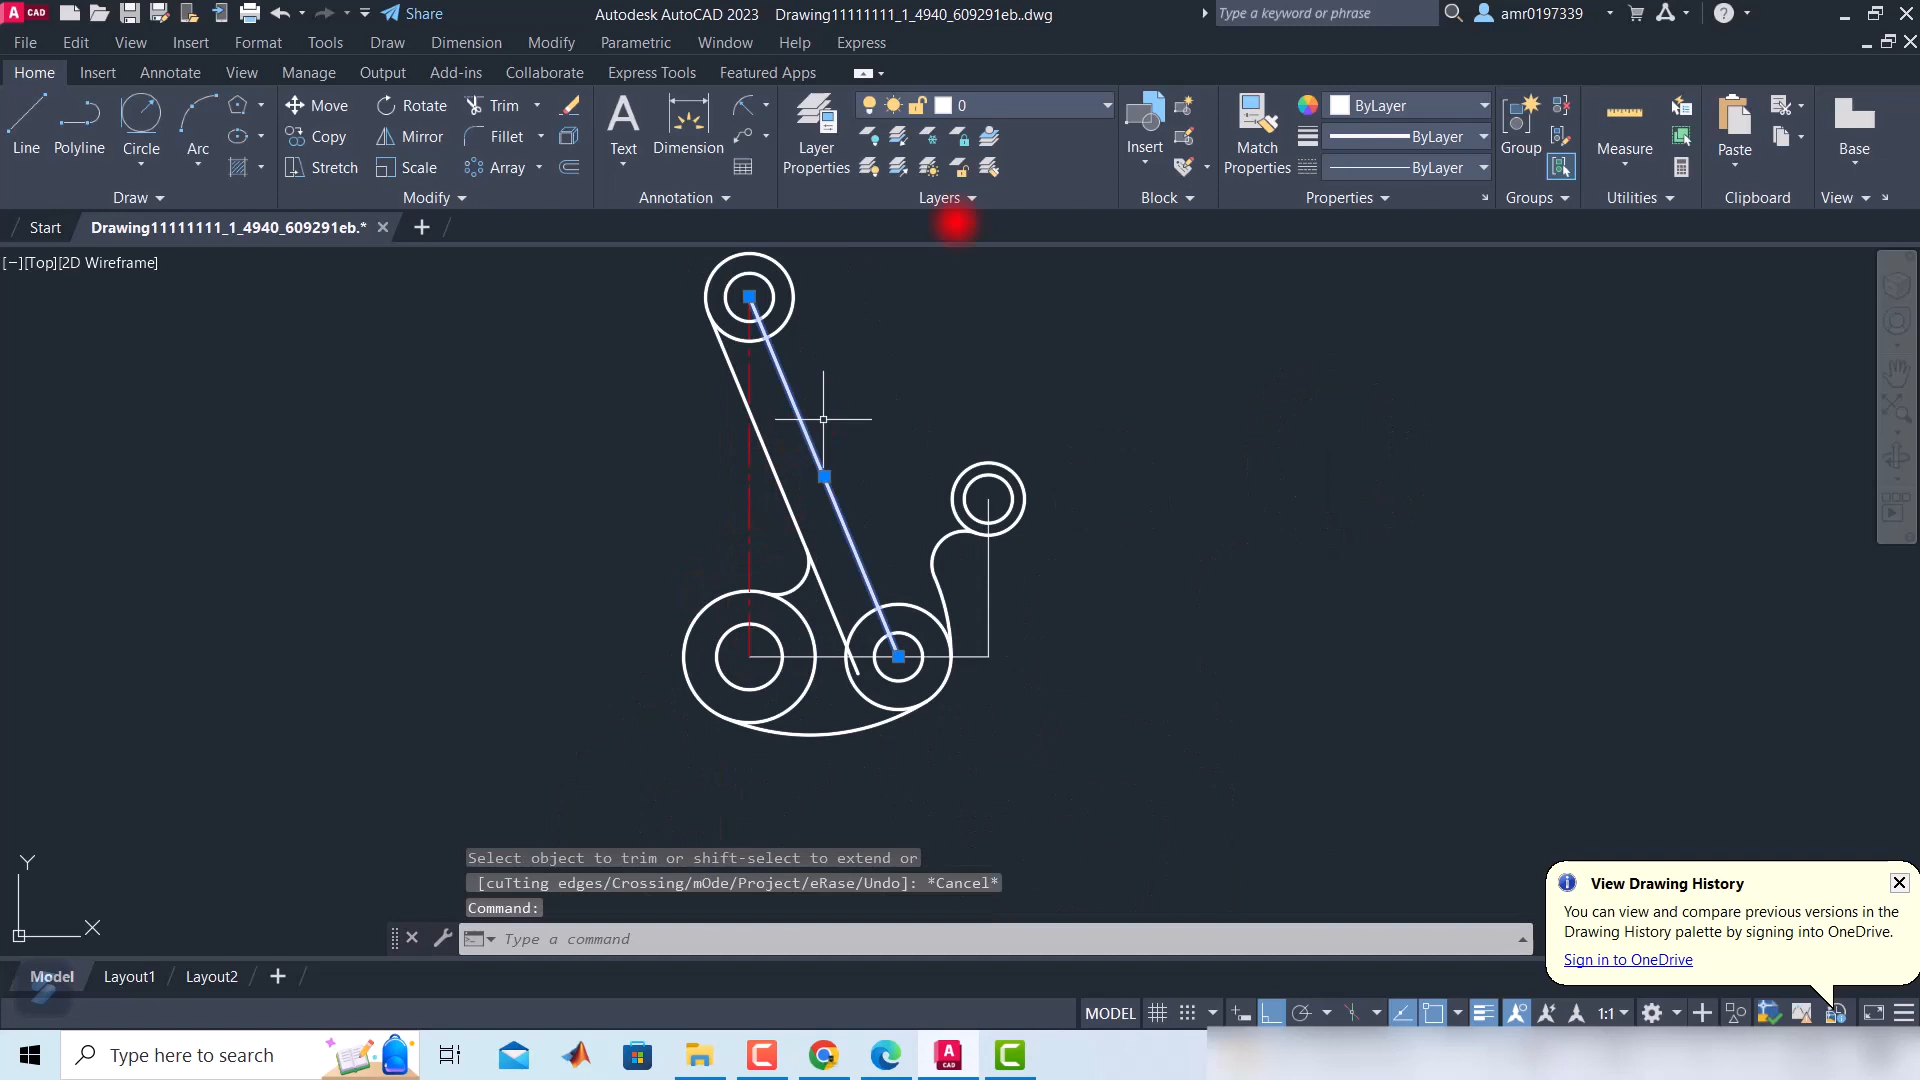 A CAD Share Autodesk AutoCAD 2023 Drawing11111111_1_4940_609291eb..dwg Type a keyword or phrase amr0197339
File Edit View Insert Format Tools Draw Dimension Modify Parametric Window Help Express
Home Insert Annotate View Manage Output Add-ins Collaborate Express Tools Featured Apps
Move Rotate Trim 0 ByLayer
Copy Mirror Fillet ByLayer
Line Polyline Circle Arc Text Dimension Layer Properties Insert Match Properties Group Measure Paste Base
Stretch Scale Array ByLayer
Draw Modify Annotation Layers Block Properties Groups Utilities Clipboard View
Start Drawing11111111_1_4940_609291eb.*
[−][Top][2D Wireframe]
Select object to trim or shift-select to extend or
[cuTting edges/Crossing/mOde/Project/eRase/Undo]: *Cancel*
Command:
Type a command
Y
X
View Drawing History
You can view and compare previous versions in the
Drawing History palette by signing into OneDrive.
Sign in to OneDrive
Model Layout1 Layout2
MODEL 1:1
Type here to search
A CAD